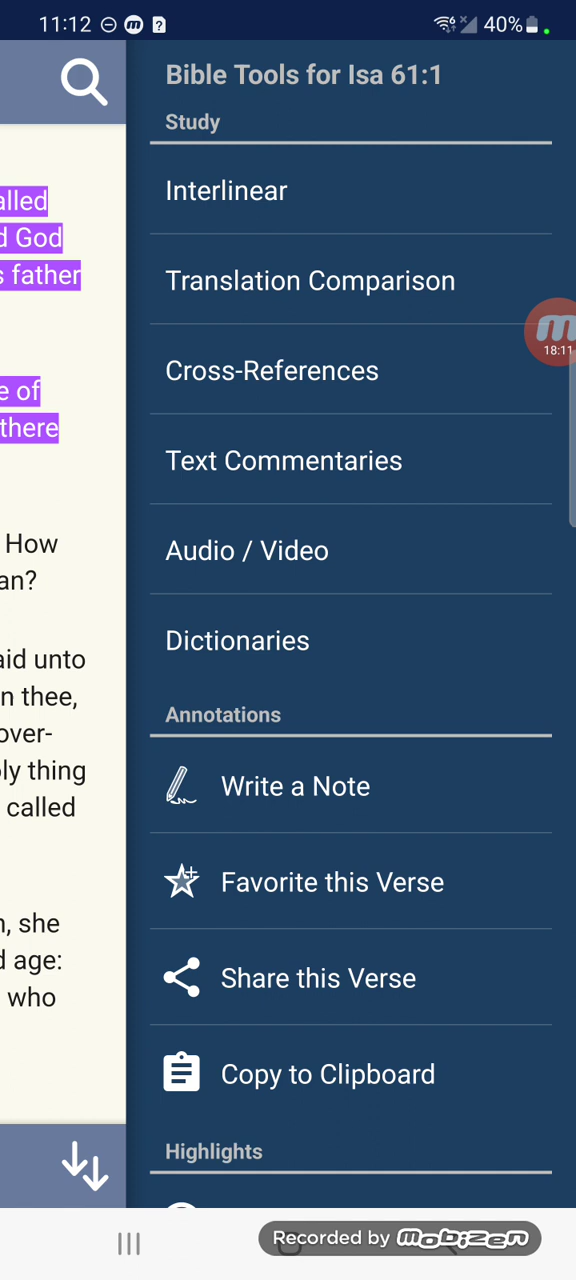 11:12
40%
Bible Tools for Isa 61:1
Study
Interlinear
Translation Comparison
Cross-References
Text Commentaries
Audio / Video
Dictionaries
Annotations
Write a Note
Favorite this Verse
Share this Verse
Copy to Clipboard
Highlights
18:11
alled
d God
s father
e of
there
How
an?
aid unto
n thee,
over-
ly thing
called
, she
d age:
who
Recorded by mobizen